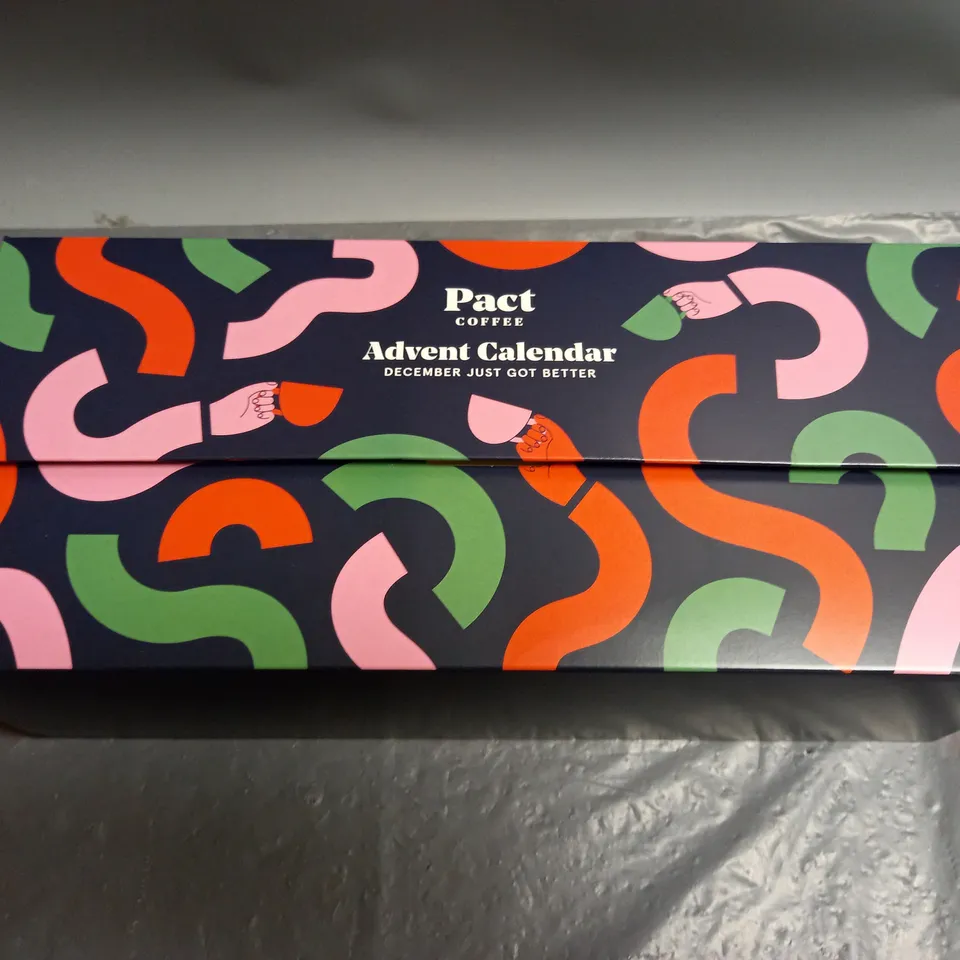 Pact
COFFEE
Advent Calendar
DECEMBER JUST GOT BETTER